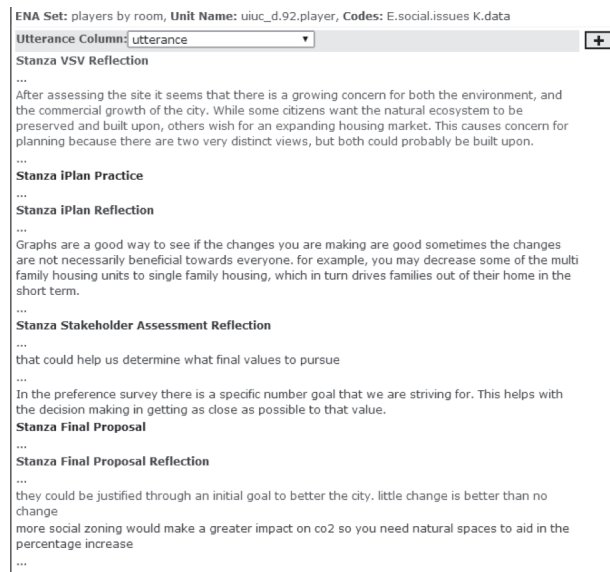 ENA Set: players by room, Unit Name: uiuc_d.92.player, Codes: E.social.issues K.data
Utterance Column: utterance
+
Stanza VSV Reflection
...
After assessing the site it seems that there is a growing concern for both the environment, and
the commercial growth of the city. While some citizens want the natural ecosystem to be
preserved and built upon, others wish for an expanding housing market. This causes concern for
planning because there are two very distinct views, but both could probably be built upon.
...
Stanza iPlan Practice
...
Stanza iPlan Reflection
...
Graphs are a good way to see if the changes you are making are good sometimes the changes
are not necessarily beneficial towards everyone. for example, you may decrease some of the multi
family housing units to single family housing, which in turn drives families out of their home in the
short term.
...
Stanza Stakeholder Assessment Reflection
...
that could help us determine what final values to pursue
...
In the preference survey there is a specific number goal that we are striving for. This helps with
the decision making in getting as close as possible to that value.
Stanza Final Proposal
...
Stanza Final Proposal Reflection
...
they could be justified through an initial goal to better the city. little change is better than no
change
more social zoning would make a greater impact on co2 so you need natural spaces to aid in the
percentage increase
...